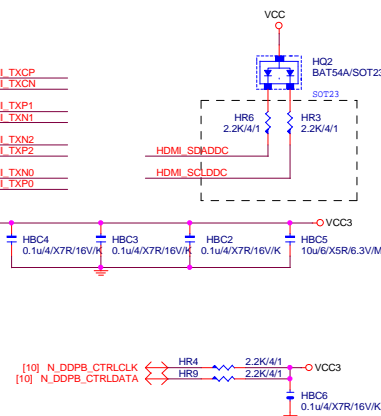 VCC
HQ2
BAT54A/SOT23
SOT23
I_TXCP
I_TXCN
I_TXP1
I_TXN1
HR6
2.2K/4/1
HR3
2.2K/4/1
I_TXN2
I_TXP2
HDMI_SDADDC
I_TXN0
I_TXP0
HDMI_SCLDDC
VCC3
HBC4
0.1u/4/X7R/16V/K
HBC3
0.1u/4/X7R/16V/K
HBC2
0.1u/4/X7R/16V/K
HBC5
10u/6/X5R/6.3V/M
[10] N_DDPB_CTRLCLK HR4 2.2K/4/1 VCC3
[10] N_DDPB_CTRLDATA HR9 2.2K/4/1
HBC6
0.1u/4/X7R/16V/K